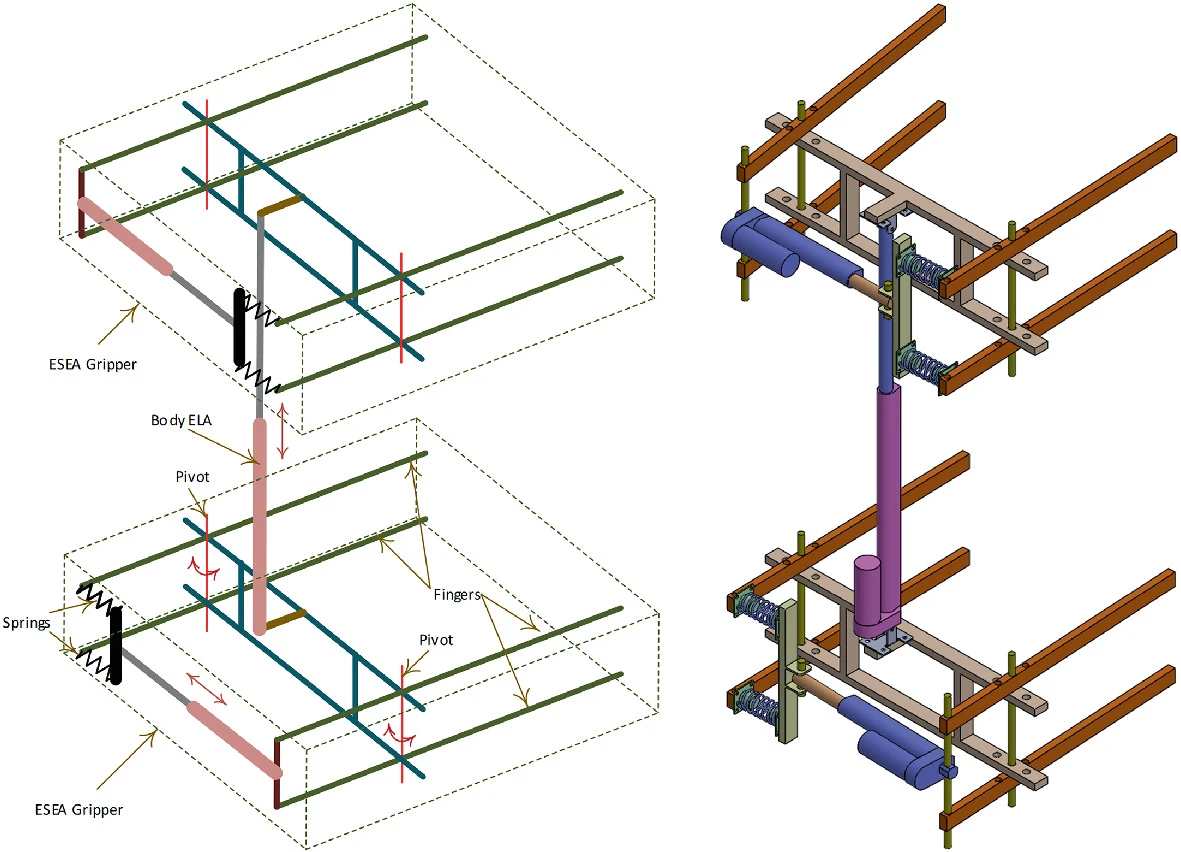 ESEA Gripper
Body ELA
Pivot
Fingers
Springs
Pivot
ESEA Gripper